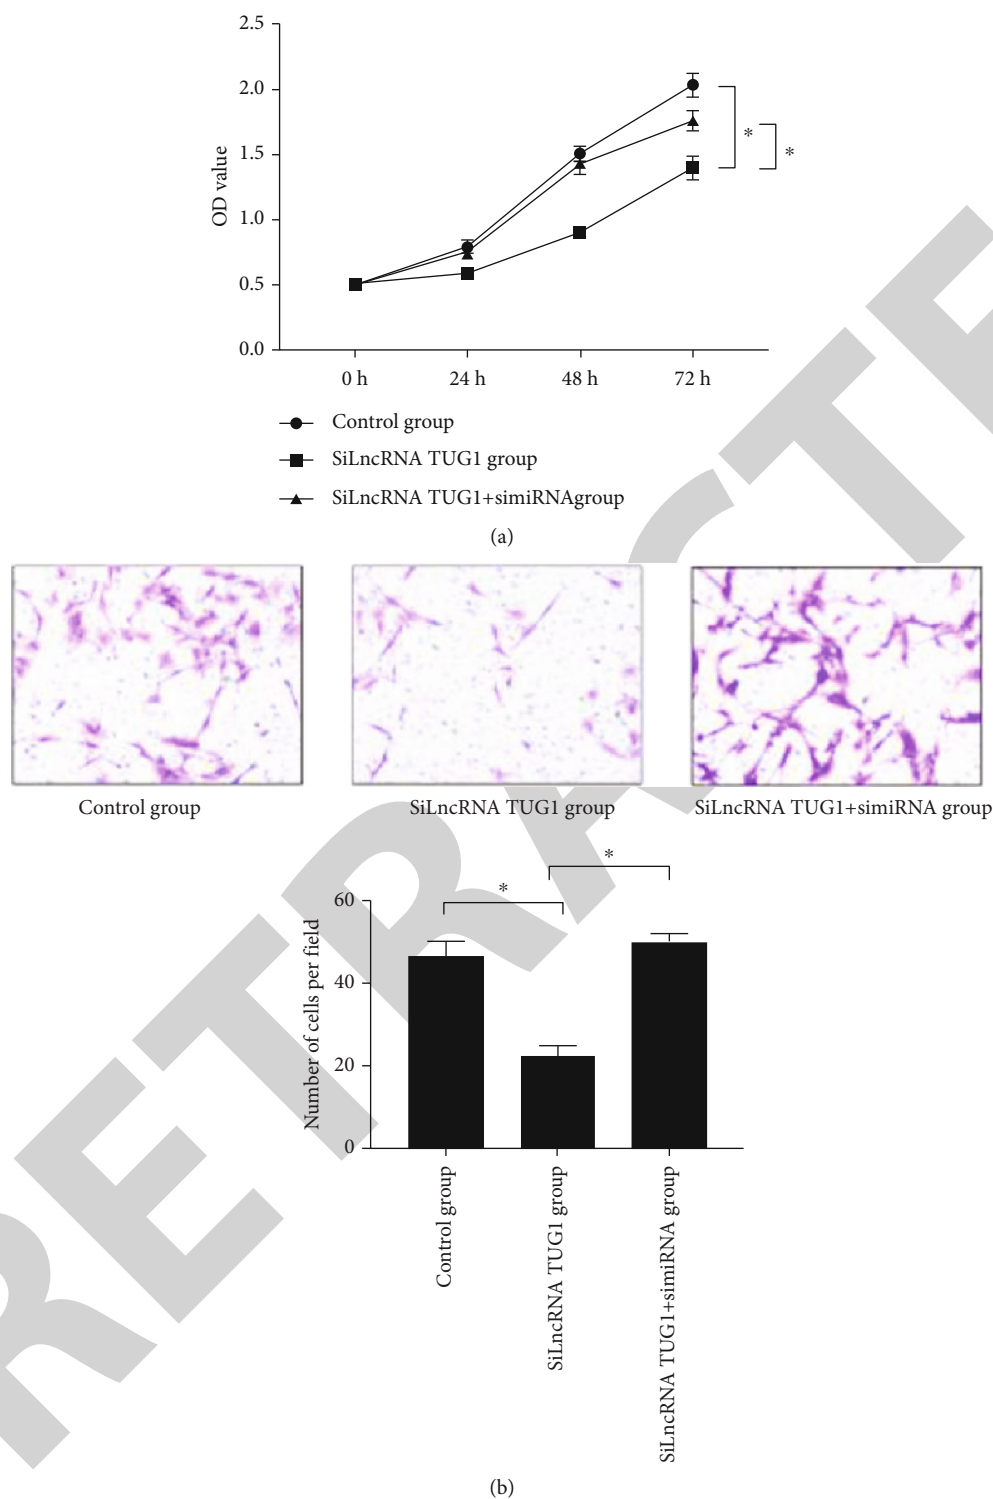 2.5
2.0
1.5
1.0
0.5
0.0
OD value
0 h 24 h 48 h 72 h
*
*
Control group
SiLncRNA TUG1 group
SiLncRNA TUG1+simiRNAgroup
(a)
Control group SiLncRNA TUG1 group SiLncRNA TUG1+simiRNA group
*
*
60
40
20
0
Number of cells per field
Control group
SiLncRNA TUG1 group
SiLncRNA TUG1+simiRNA group
(b)
RETRACTE